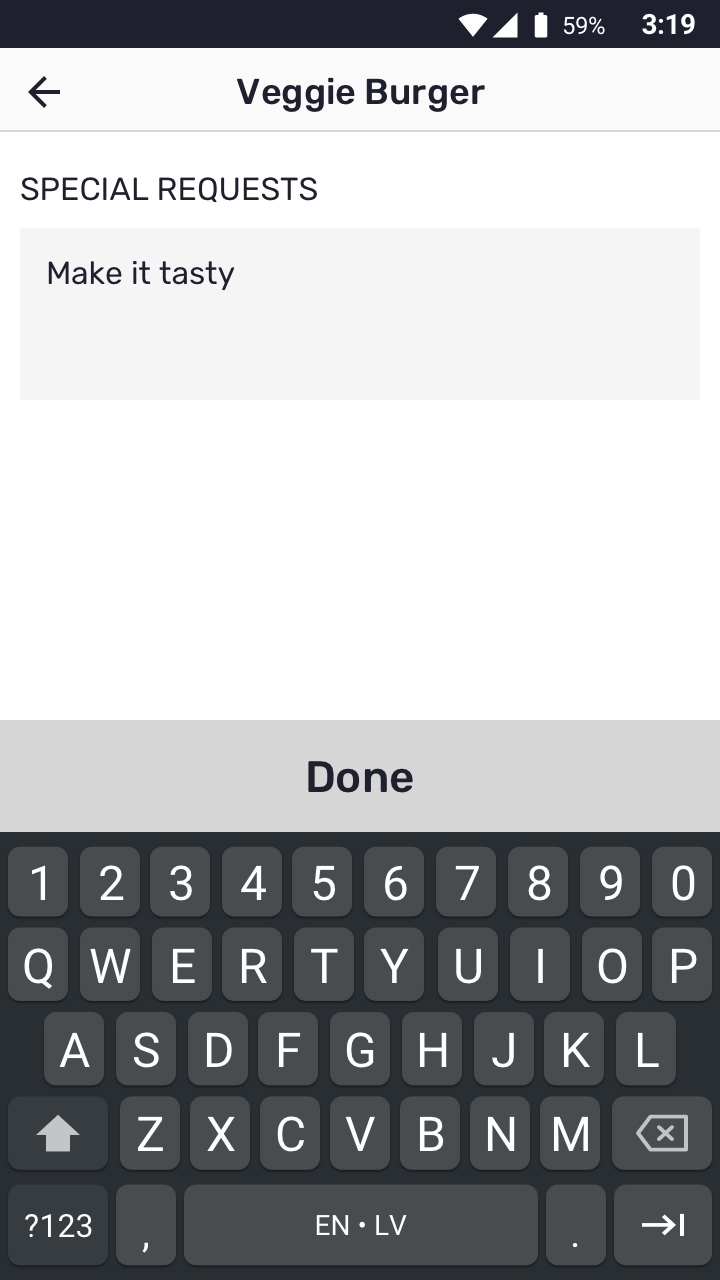 59% 3:19
Veggie Burger
SPECIAL REQUESTS
Make it tasty
Done
1 2 3 4 5 6 7 8 9 0
Q W E R T Y U I O P
A S D F G H J K L
Z X C V B N M
?123 , EN • LV .